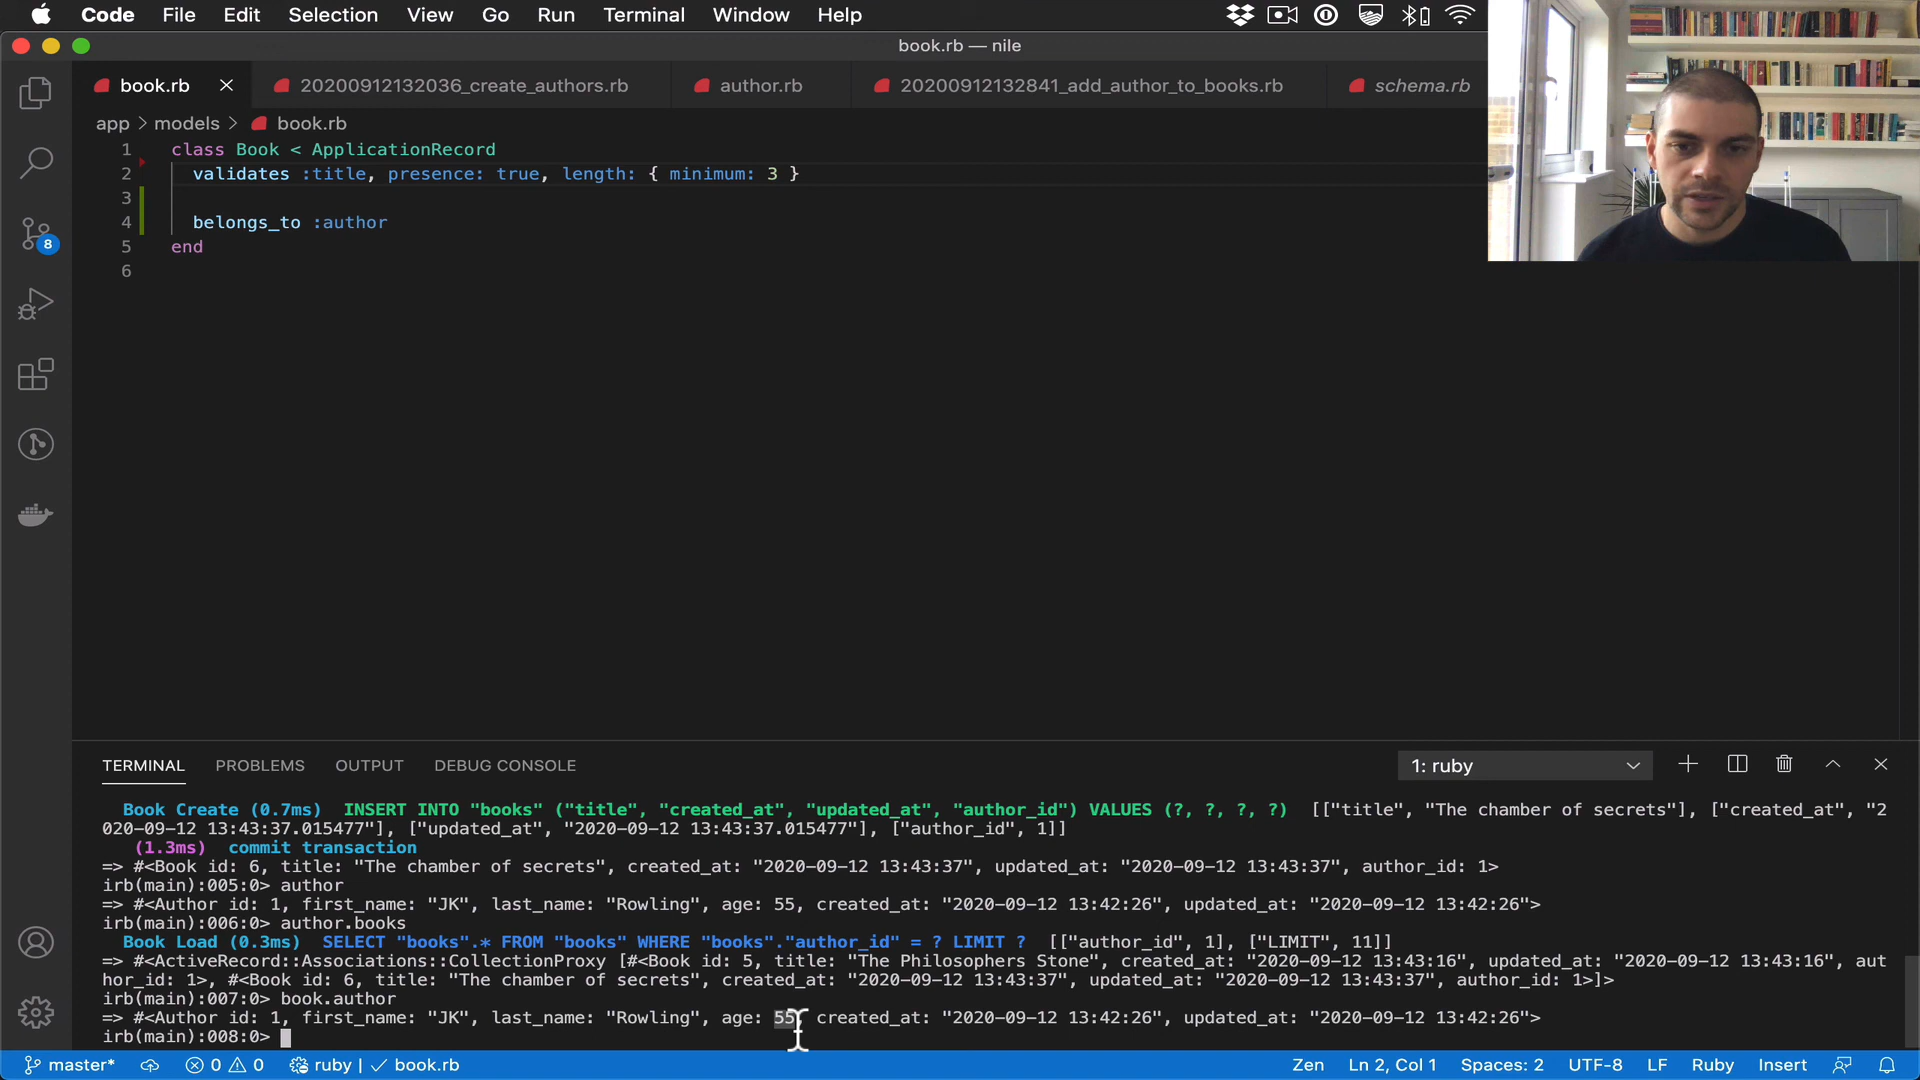 Code File Edit Selection View Go Run Terminal Window Help
book.rb — nile
book.rb 20200912132036_create_authors.rb author.rb 20200912132841_add_author_to_books.rb schema.rb
app > models > book.rb
1 class Book < ApplicationRecord
2 validates :title, presence: true, length: { minimum: 3 }
3
4 belongs_to :author
5 end
6
8
TERMINAL PROBLEMS OUTPUT DEBUG CONSOLE 1: ruby
Book Create (0.7ms) INSERT INTO "books" ("title", "created_at", "updated_at", "author_id") VALUES (?, ?, ?, ?) [["title", "The chamber of secrets"], ["created_at", "2
020-09-12 13:43:37.015477"], ["updated_at", "2020-09-12 13:43:37.015477"], ["author_id", 1]]
(1.3ms) commit transaction
=> #<Book id: 6, title: "The chamber of secrets", created_at: "2020-09-12 13:43:37", updated_at: "2020-09-12 13:43:37", author_id: 1>
irb(main):005:0> author
=> #<Author id: 1, first_name: "JK", last_name: "Rowling", age: 55, created_at: "2020-09-12 13:42:26", updated_at: "2020-09-12 13:42:26">
irb(main):006:0> author.books
Book Load (0.3ms) SELECT "books".* FROM "books" WHERE "books"."author_id" = ? LIMIT ? [["author_id", 1], ["LIMIT", 11]]
=> #<ActiveRecord::Associations::CollectionProxy [#<Book id: 5, title: "The Philosophers Stone", created_at: "2020-09-12 13:43:16", updated_at: "2020-09-12 13:43:16", aut
hor_id: 1>, #<Book id: 6, title: "The chamber of secrets", created_at: "2020-09-12 13:43:37", updated_at: "2020-09-12 13:43:37", author_id: 1>]>
irb(main):007:0> book.author
=> #<Author id: 1, first_name: "JK", last_name: "Rowling", age: 55, created_at: "2020-09-12 13:42:26", updated_at: "2020-09-12 13:42:26">
irb(main):008:0>
master* 0 0 ruby | ✓ book.rb Zen Ln 2, Col 1 Spaces: 2 UTF-8 LF Ruby Insert